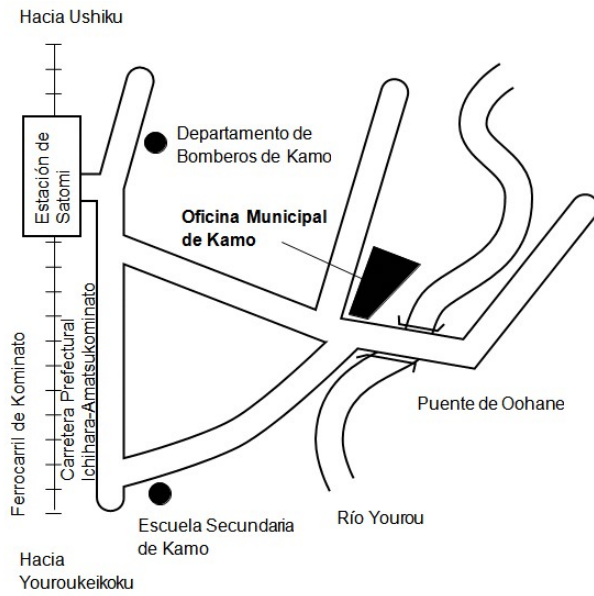 Hacia Ushiku
Departamento de
Bomberos de Kamo
Estación de
Satomi
Oficina Municipal
de Kamo
Ferrocarril de Kominato
Carretera Prefectural
Ichihara-Amatsukominato
Puente de Oohane
Río Yourou
Escuela Secundaria
de Kamo
Hacia
Youroukeikoku